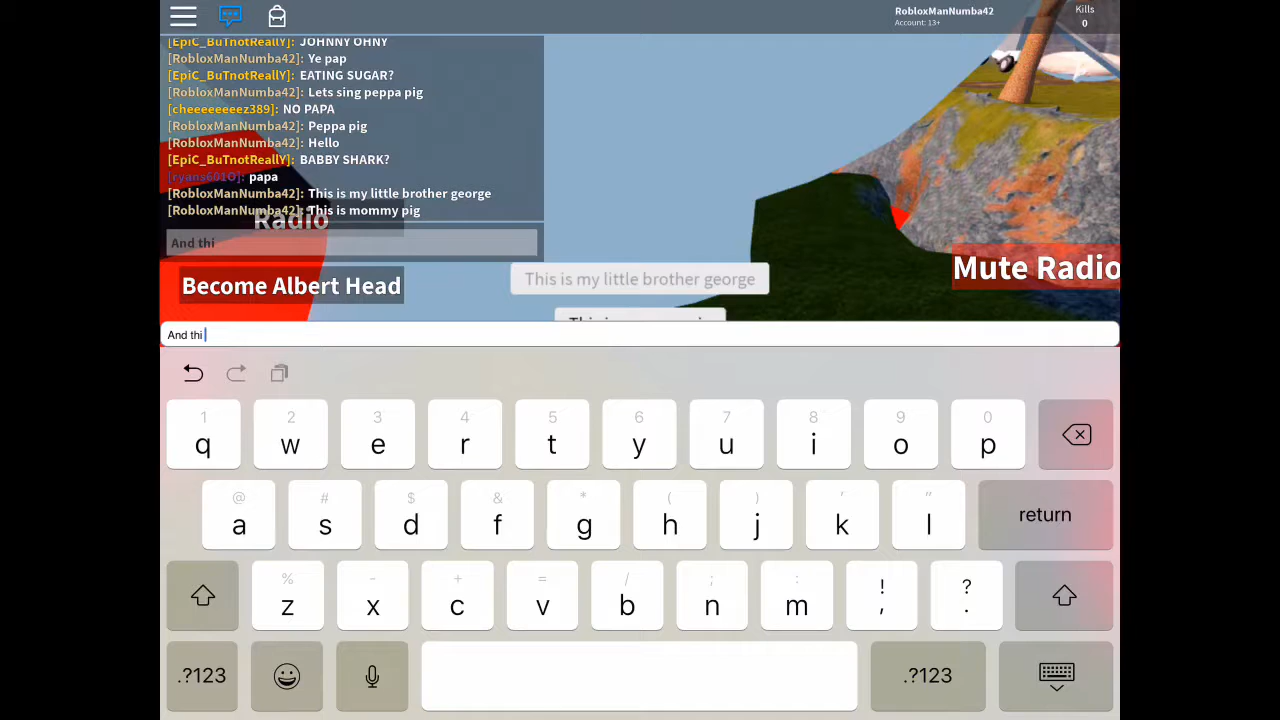 RobloxManNumba42
Account: 13+
Kills
0
[EpiC_BuTnotReallY]: JOHNNY OHNY
[RobloxManNumba42]: Ye pap
[EpiC_BuTnotReallY]: EATING SUGAR?
[RobloxManNumba42]: Lets sing peppa pig
[cheeeeeeeez389]: NO PAPA
[RobloxManNumba42]: Peppa pig
[RobloxManNumba42]: Hello
[EpiC_BuTnotReallY]: BABBY SHARK?
papa
[RobloxManNumba42]: This is my little brother george
[RobloxManNumba42]: This is mommy pig
Radio
And thi
Become Albert Head
This is my little brother george
Mute Radio
And thi
1 2 3 4 5 6 7 8 9 0
q w e r t y u i o p
@ # $ & * ( ) ' "
a s d f g h j k l return
% - + = / ; : ! ?
z x c v b n m , .
.?123 .?123